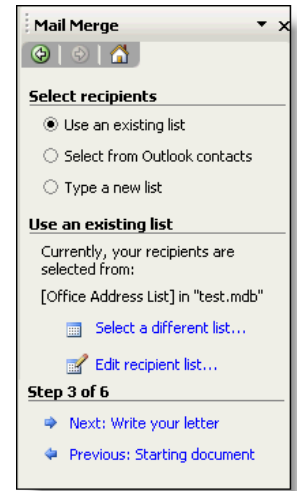 Mail Merge
Select recipients
Use an existing list
Select from Outlook contacts
Type a new list
Use an existing list
Currently, your recipients are
selected from:
[Office Address List] in "test.mdb"
Select a different list...
Edit recipient list...
Step 3 of 6
Next: Write your letter
Previous: Starting document